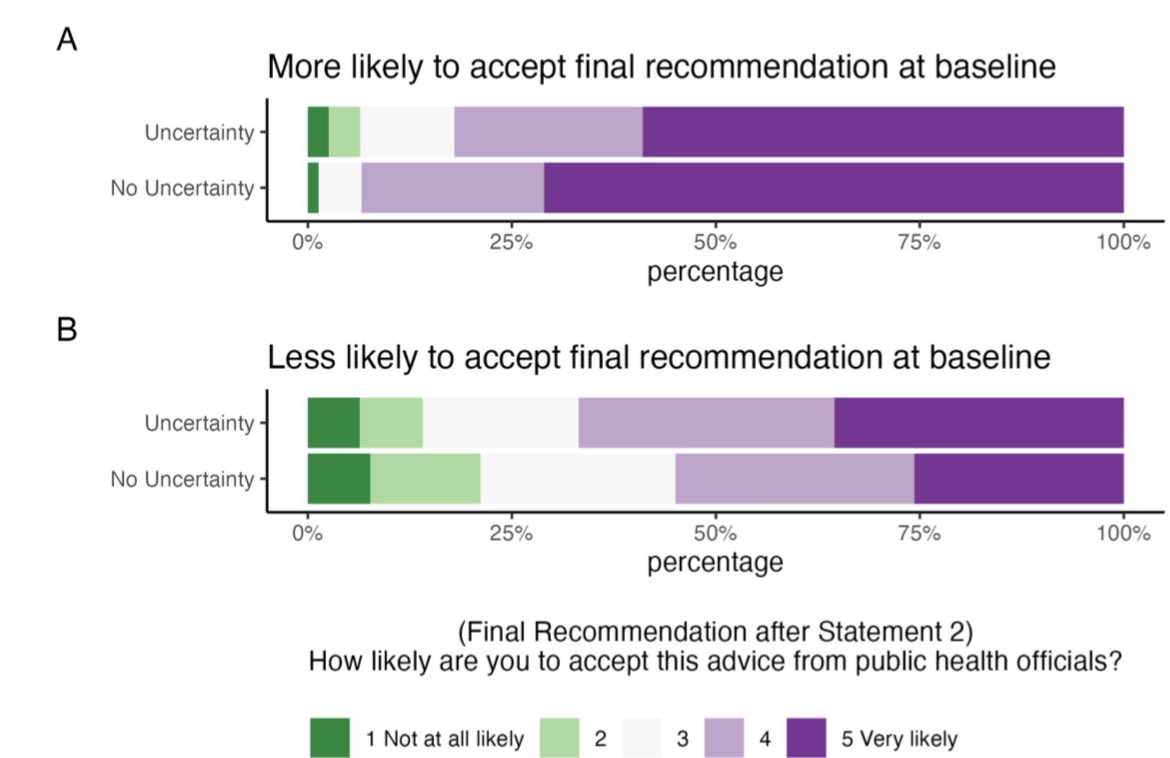 A
More likely to accept final recommendation at baseline
Uncertainty
No Uncertainty
0% 25% 50% 75% 100%
percentage
B
Less likely to accept final recommendation at baseline
Uncertainty
No Uncertainty
0% 25% 50% 75% 100%
percentage
(Final Recommendation after Statement 2)
How likely are you to accept this advice from public health officials?
1 Not at all likely 2 3 4 5 Very likely